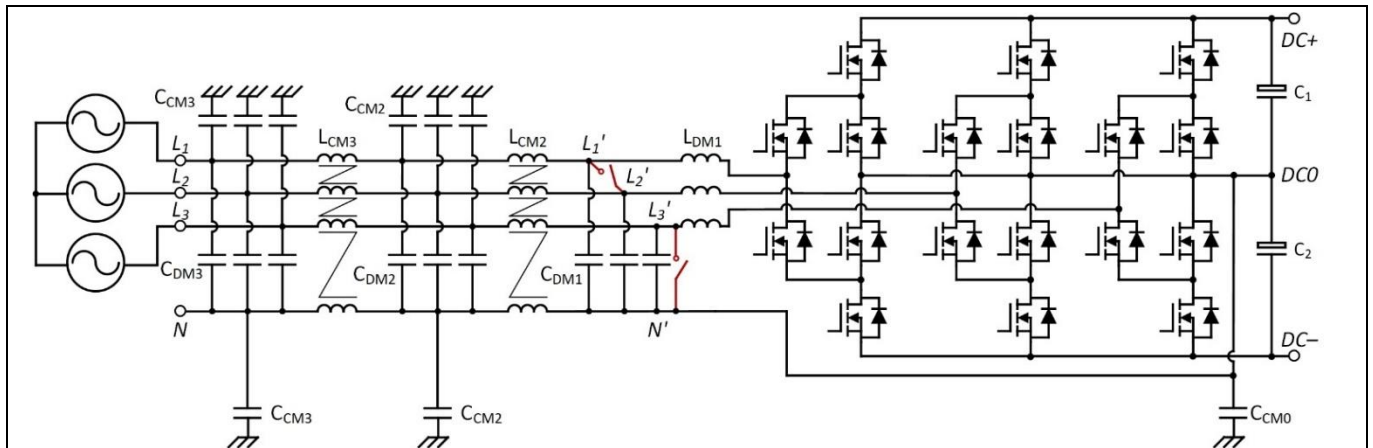 DC+
C_CM3
C_CM2
C_1
L_1
L_CM3
L_CM2
L_1'
L_DM1
L_2
L_2'
DC0
L_3
L_3'
C_DM3
C_DM2
C_DM1
C_2
N
N'
DC−
C_CM3
C_CM2
C_CM0